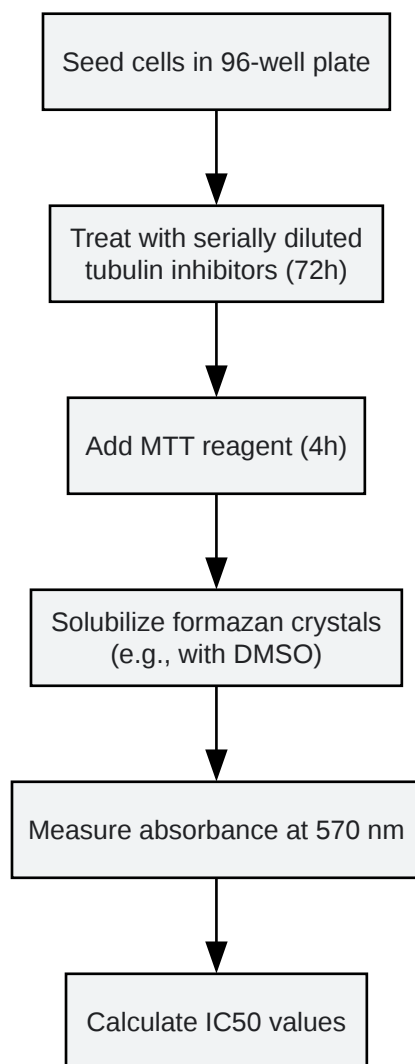 Seed cells in 96-well plate
Treat with serially diluted
tubulin inhibitors (72h)
Add MTT reagent (4h)
Solubilize formazan crystals
(e.g., with DMSO)
Measure absorbance at 570 nm
Calculate IC50 values